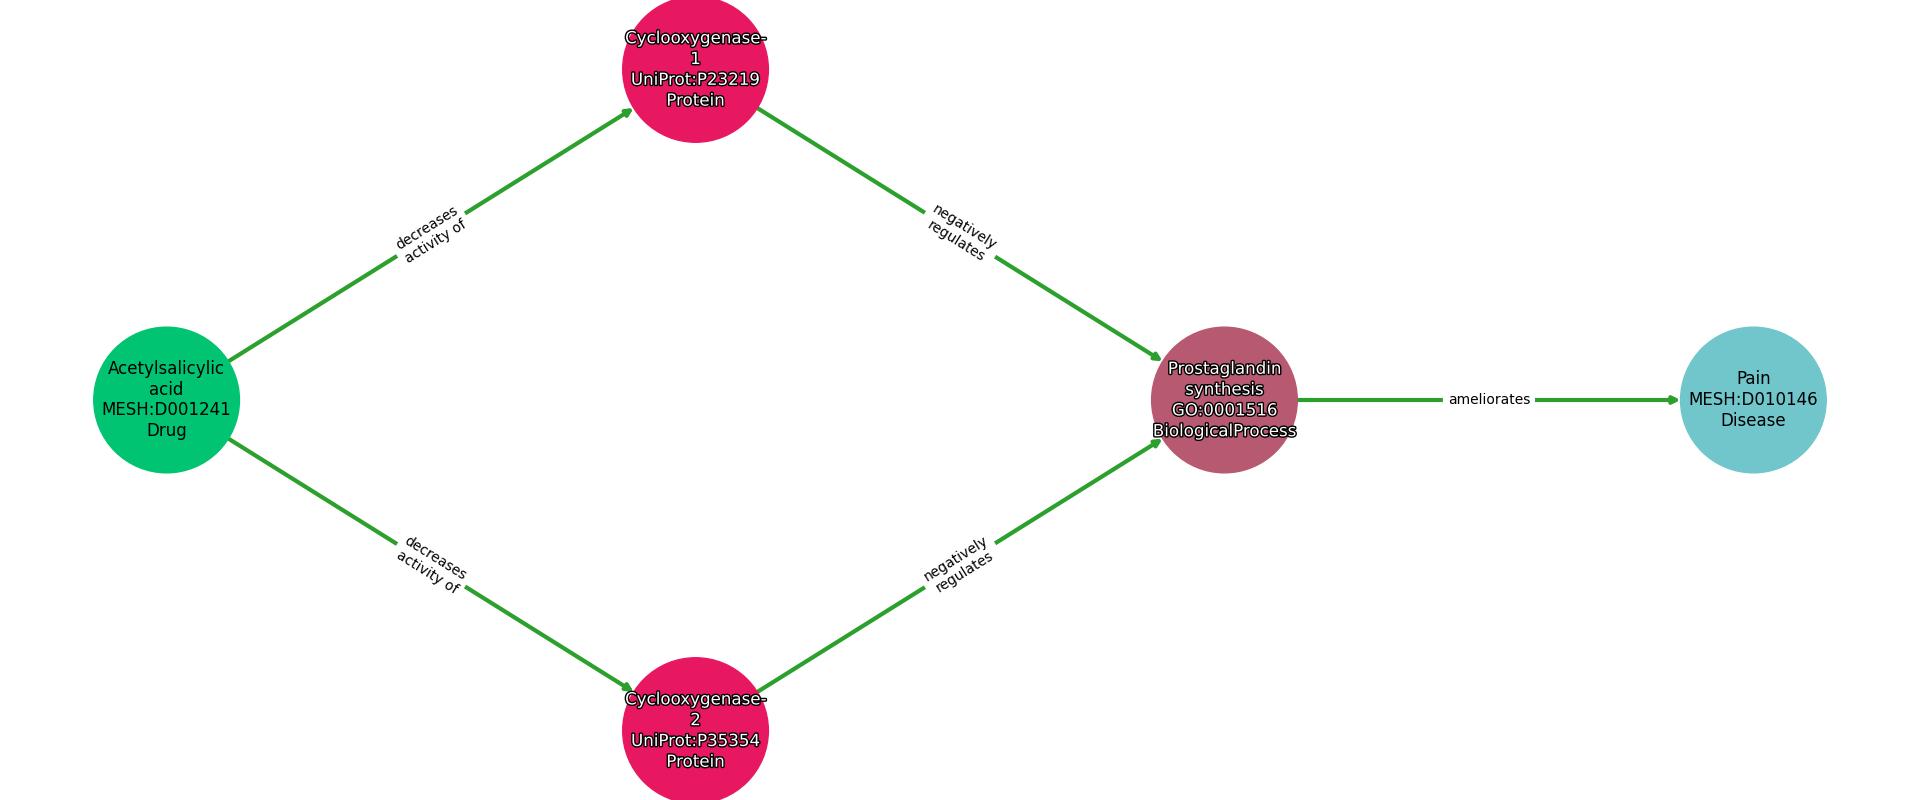 Cyclooxygenase-
1
UniProt:P23219
Protein
decreases
activity of
negatively
regulates
Acetylsalicylic
acid
MESH:D001241
Drug
Prostaglandin
synthesis
GO:0001516
BiologicalProcess
ameliorates
Pain
MESH:D010146
Disease
decreases
activity of
negatively
regulates
Cyclooxygenase-
2
UniProt:P35354
Protein